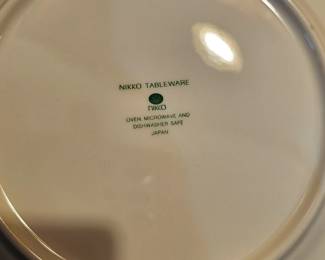 NIKKO TABLEWARE
NIKKO
OVEN, MICROWAVE AND
DISHWASHER SAFE
JAPAN